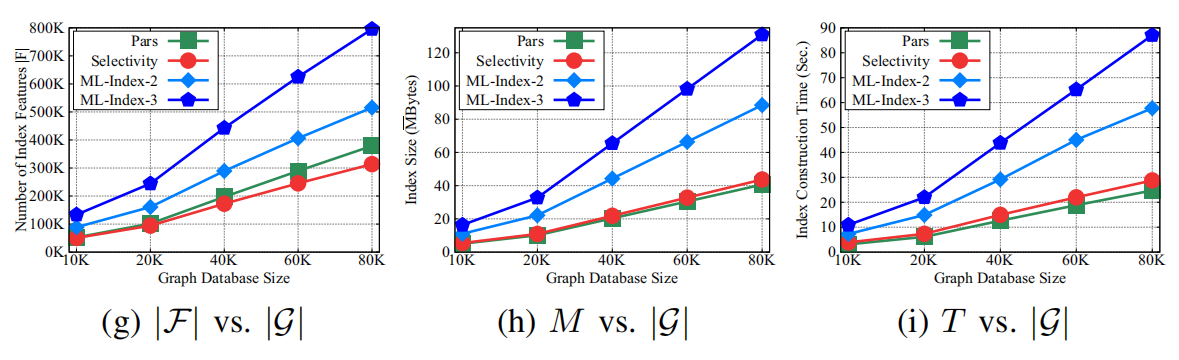 800K
700K
600K
500K
400K
300K
200K
100K
0K
Number of Index Features |F|
Pars
Selectivity
ML-Index-2
ML-Index-3
10K 20K 40K 60K 80K
Graph Database Size
(g) |ℱ| vs. |𝒢|
120
100
80
60
40
20
0
Index Size (MBytes)
Pars
Selectivity
ML-Index-2
ML-Index-3
10K 20K 40K 60K 80K
Graph Database Size
(h) M vs. |𝒢|
90
80
70
60
50
40
30
20
10
0
Index Construction Time (Sec.)
Pars
Selectivity
ML-Index-2
ML-Index-3
10K 20K 40K 60K 80K
Graph Database Size
(i) T vs. |𝒢|